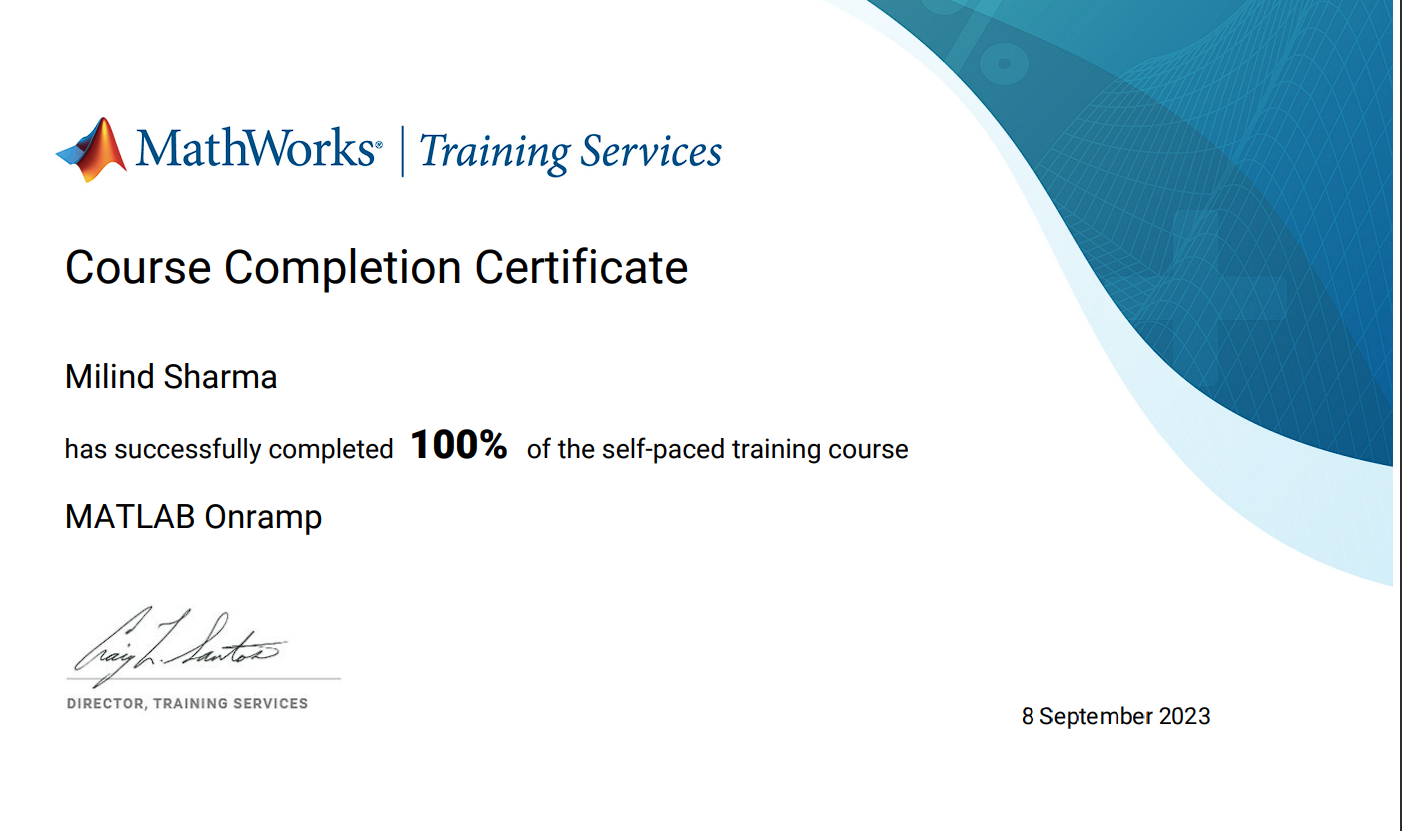 MathWorks® | Training Services
Course Completion Certificate
Milind Sharma
has successfully completed 100% of the self-paced training course
MATLAB Onramp
Craig L. Santos
DIRECTOR, TRAINING SERVICES
8 September 2023